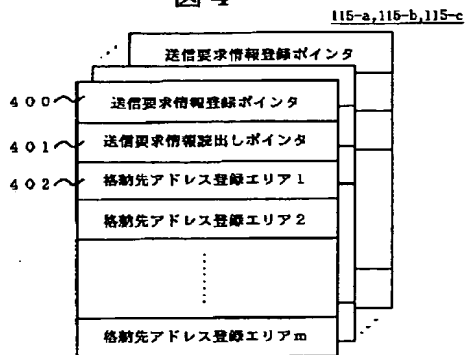 図4
115-a,115-b,115-c
送信要求情報登録ポインタ
400 送信要求情報登録ポインタ
401 送信要求情報読出しポインタ
402 格納先アドレス登録エリア1
格納先アドレス登録エリア2
格納先アドレス登録エリアm